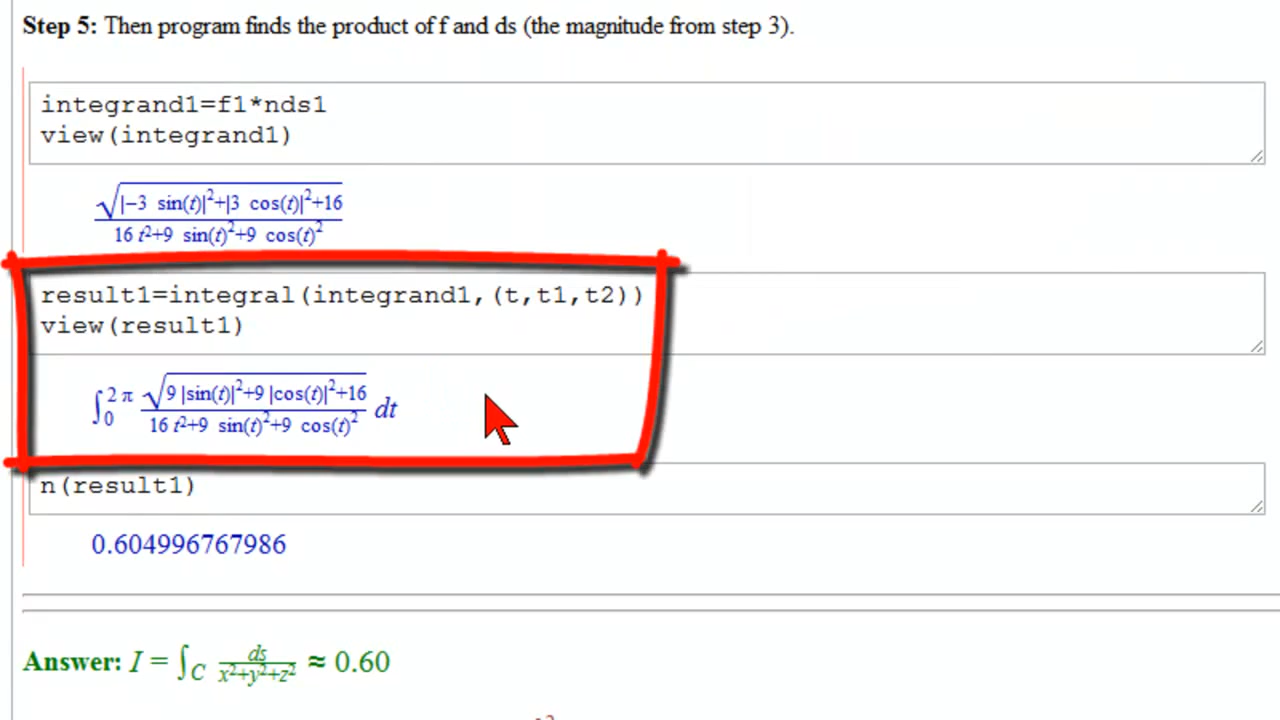 Step 5: Then program finds the product of f and ds (the magnitude from step 3).
integrand1=f1*nds1
view(integrand1)
√|−3 sin(t)|²+|3 cos(t)|²+16
16 t²+9 sin(t)²+9 cos(t)²
result1=integral(integrand1,(t,t1,t2))
view(result1)
∫₀^2 π √9 |sin(t)|²+9 |cos(t)|²+16 / 16 t²+9 sin(t)²+9 cos(t)² dt
n(result1)
0.604996767986
Answer: I = ∫_C ds / x²+y²+z² ≈ 0.60